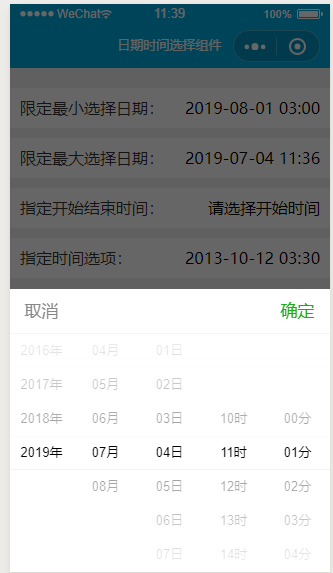 WeChat 11:39 100%
日期时间选择组件
限定最小选择日期: 2019-08-01 03:00
限定最大选择日期: 2019-07-04 11:36
指定开始结束时间: 请选择开始时间
指定时间选项: 2013-10-12 03:30
取消 确定
2016年 04月 01日
2017年 05月 02日
2018年 06月 03日 10时 00分
2019年 07月 04日 11时 01分
08月 05日 12时 02分
06日 13时 03分
07日 14时 04分